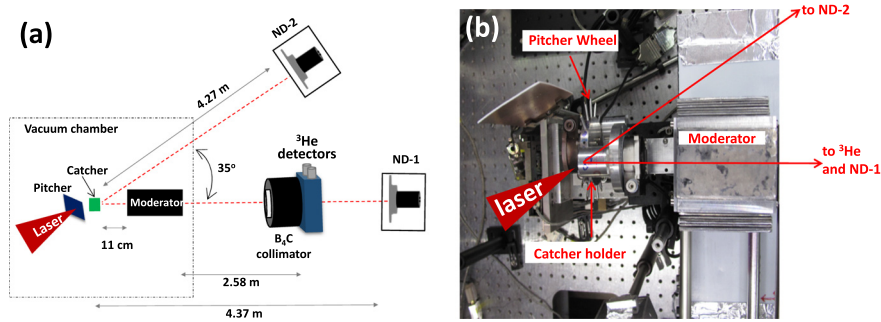 (a)
ND-2
4.27 m
Vacuum chamber
Catcher
Pitcher
Laser
Moderator
11 cm
35º
³He
detectors
B₄C
collimator
ND-1
2.58 m
4.37 m
(b)
Pitcher Wheel
to ND-2
Moderator
to ³He
and ND-1
laser
Catcher holder